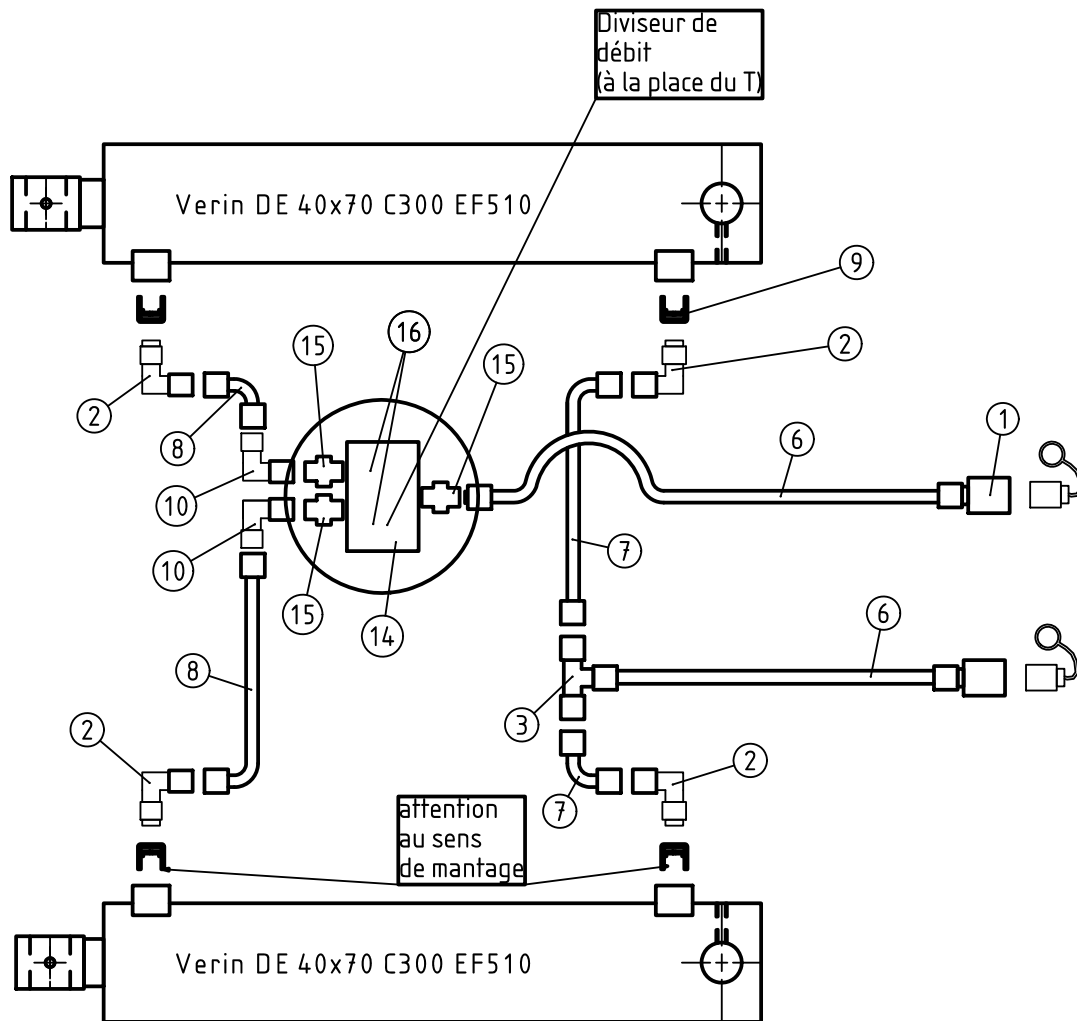 Diviseur de
débit
(à la place du T)
Verin DE 40x70 C300 EF510
9
15
16
15
2
2
8
6
1
10
7
10
15
14
6
8
3
2
2
7
attention
au sens
de mantage
Verin DE 40x70 C300 EF510